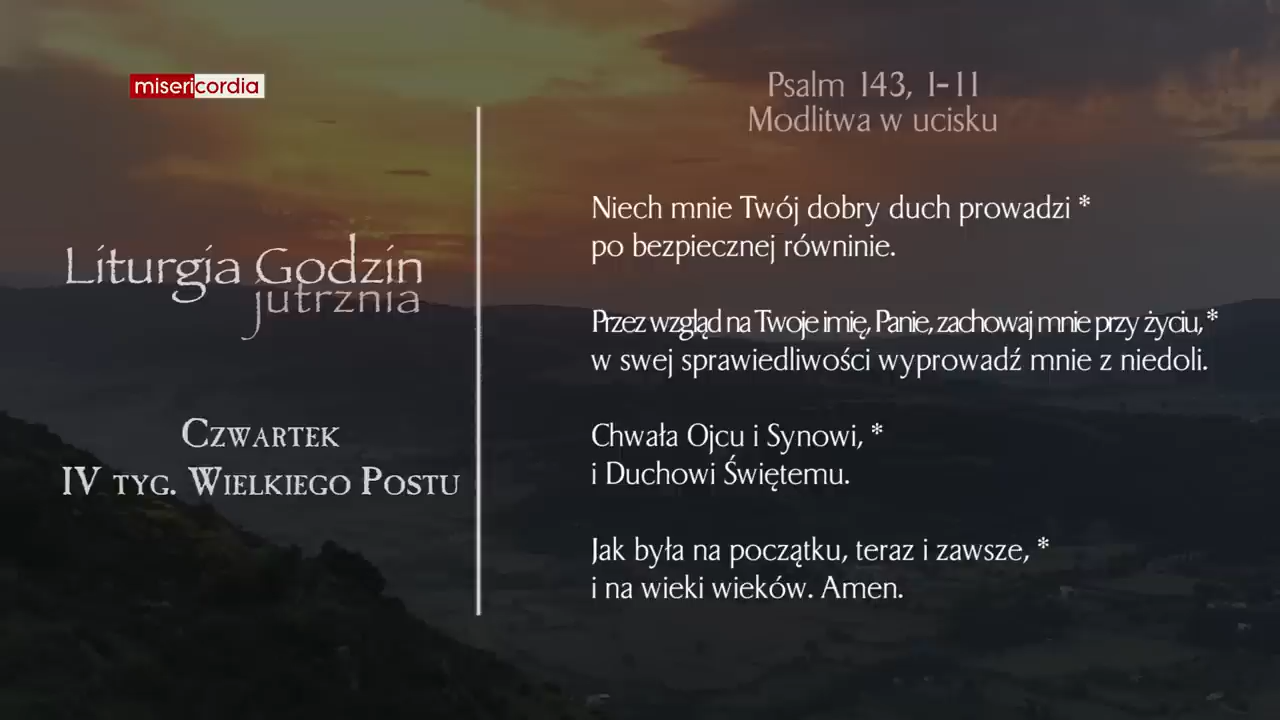 misericordia
Liturgia Godzin
jutrznia
Czwartek
IV tyg. Wielkiego Postu
Psalm 143, 1-11
Modlitwa w ucisku
Niech mnie Twój dobry duch prowadzi *
po bezpiecznej równinie.
Przez wzgląd na Twoje imię, Panie, zachowaj mnie przy życiu, *
w swej sprawiedliwości wyprowadź mnie z niedoli.
Chwała Ojcu i Synowi, *
i Duchowi Świętemu.
Jak była na początku, teraz i zawsze, *
i na wieki wieków. Amen.